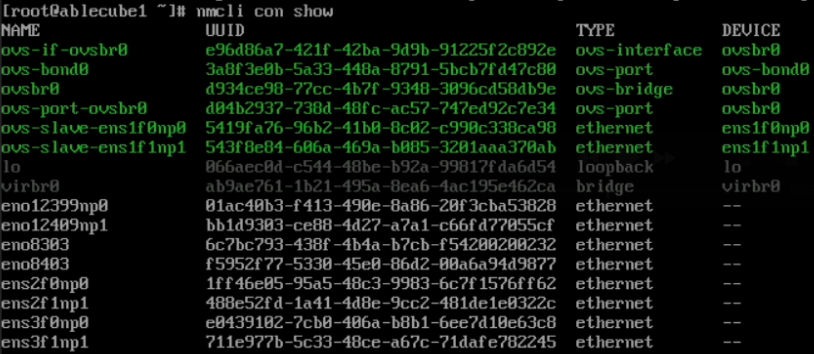 [root@ablecube1 ~]# nmcli con show
NAME UUID TYPE DEVICE
ovs-if-ovsbr0 e96d86a7-421f-42ba-9d9b-91225f2c892e ovs-interface ovsbr0
ovs-bond0 3a8f3e0b-5a33-448a-8791-5bcb7fd47c80 ovs-port ovs-bond0
ovsbr0 d934ce98-77cc-4b7f-9348-3096cd58db9e ovs-bridge ovsbr0
ovs-port-ovsbr0 d04b2937-738d-48fc-ac57-747ed92c7e34 ovs-port ovsbr0
ovs-slave-ens1f0np0 5419fa76-96b2-41b0-8c02-c990c338ca98 ethernet ens1f0np0
ovs-slave-ens1f1np1 543f8e84-606a-469a-b085-3201aaa370ab ethernet ens1f1np1
lo 066aec0d-c544-48be-b92a-99817fda6d54 loopback lo
virbr0 ab9ae761-1b21-495a-8ea6-4ac195e462ca bridge virbr0
eno12399np0 01ac40b3-f413-490e-8a86-20f3cba53828 ethernet --
eno12409np1 bb1d9303-ce88-4d27-a7a1-c66fd77055cf ethernet --
eno8303 6c7bc793-438f-4b4a-b7cb-f54200200232 ethernet --
eno8403 f5952f77-5330-45e0-86d2-00a6a94d9877 ethernet --
ens2f0np0 1ff46e05-95a5-48c3-9983-6c7f1576ff62 ethernet --
ens2f1np1 488e52fd-1a41-4d8e-9cc2-481de1e0322c ethernet --
ens3f0np0 e0439102-7cb0-406a-b8b1-6ee7d10e63c8 ethernet --
ens3f1np1 711e977b-5c33-48ce-a67c-71dafe782245 ethernet --